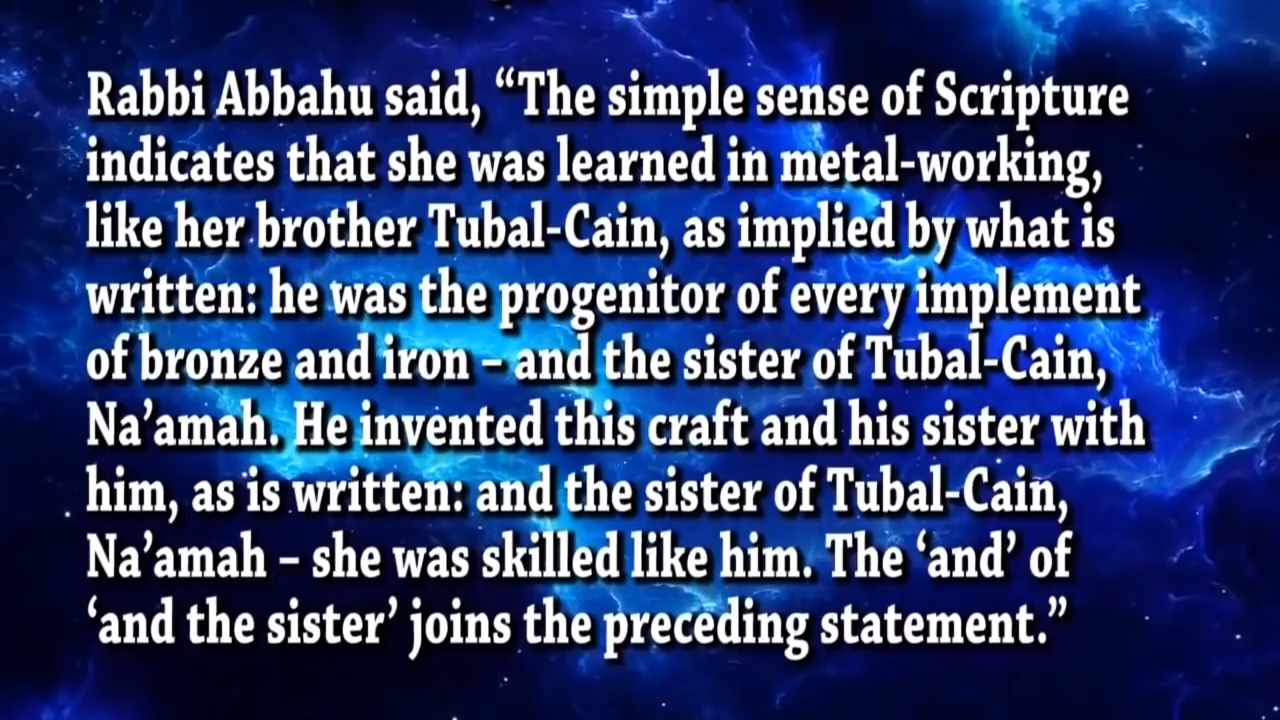 Rabbi Abbahu said, “The simple sense of Scripture
indicates that she was learned in metal-working,
like her brother Tubal-Cain, as implied by what is
written: he was the progenitor of every implement
of bronze and iron – and the sister of Tubal-Cain,
Na’amah. He invented this craft and his sister with
him, as is written: and the sister of Tubal-Cain,
Na’amah – she was skilled like him. The ‘and’ of
‘and the sister’ joins the preceding statement.”